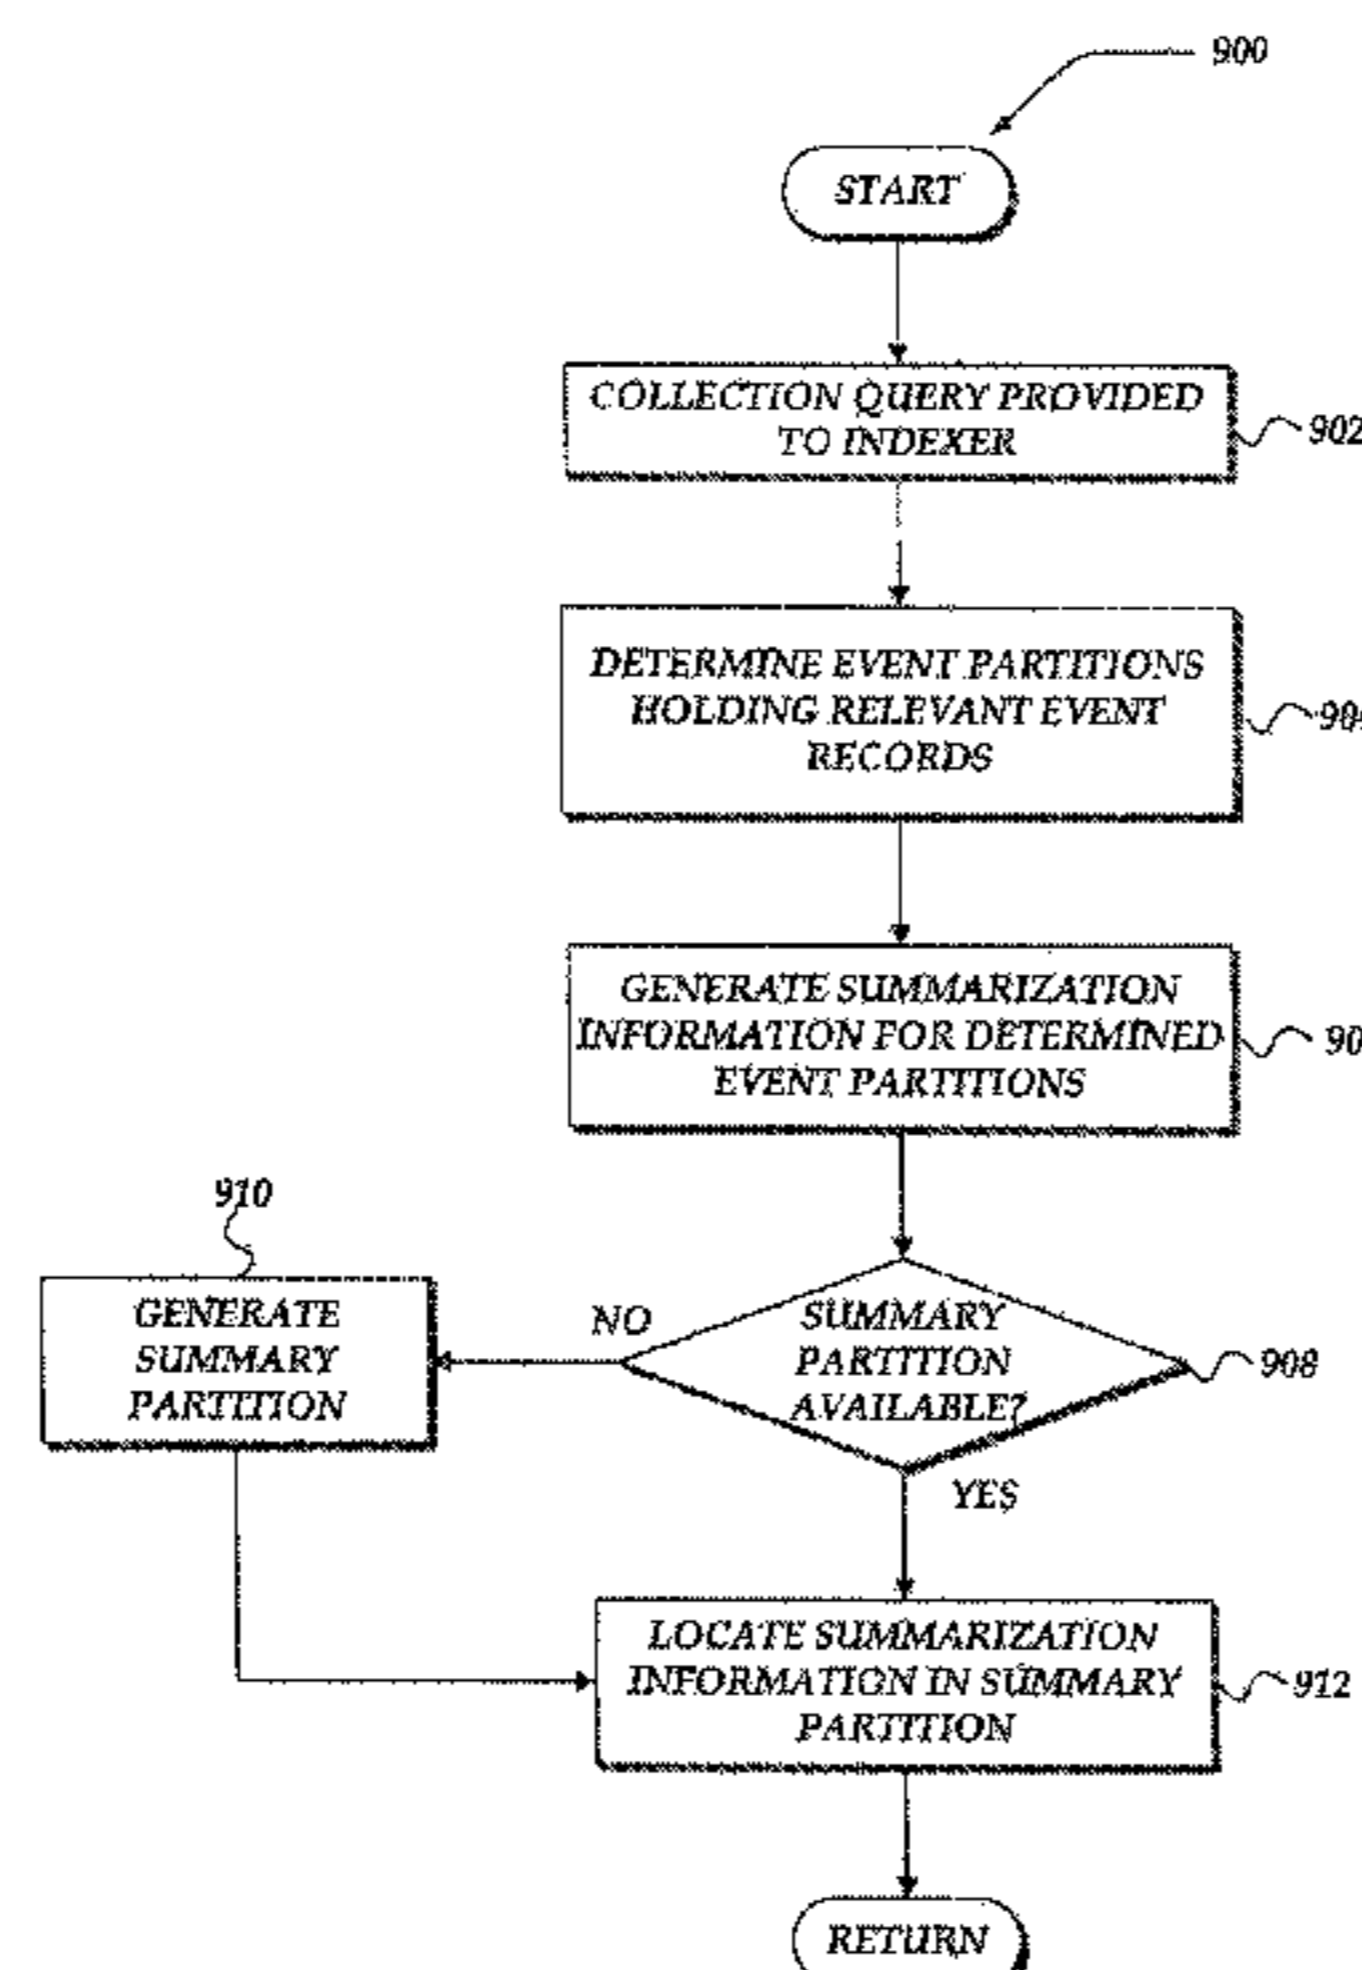 900
START
COLLECTION QUERY PROVIDED
TO INDEXER
902
DETERMINE EVENT PARTITIONS
HOLDING RELEVANT EVENT
RECORDS
GENERATE SUMMARIZATION
INFORMATION FOR DETERMINED
EVENT PARTITIONS
910
GENERATE
SUMMARY
PARTITION
NO
SUMMARY
PARTITION
AVAILABLE?
908
YES
LOCATE SUMMARIZATION
INFORMATION IN SUMMARY
PARTITION
912
RETURN